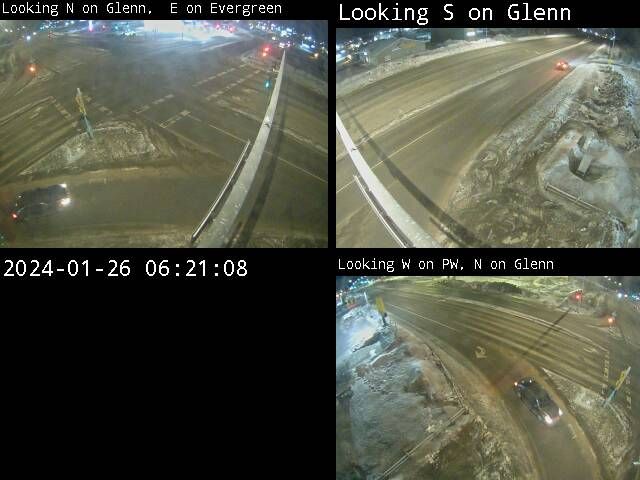 Looking N on Glenn,  E on Evergreen
Looking S on Glenn
2024-01-26 06:21:08
Looking W on PW, N on Glenn